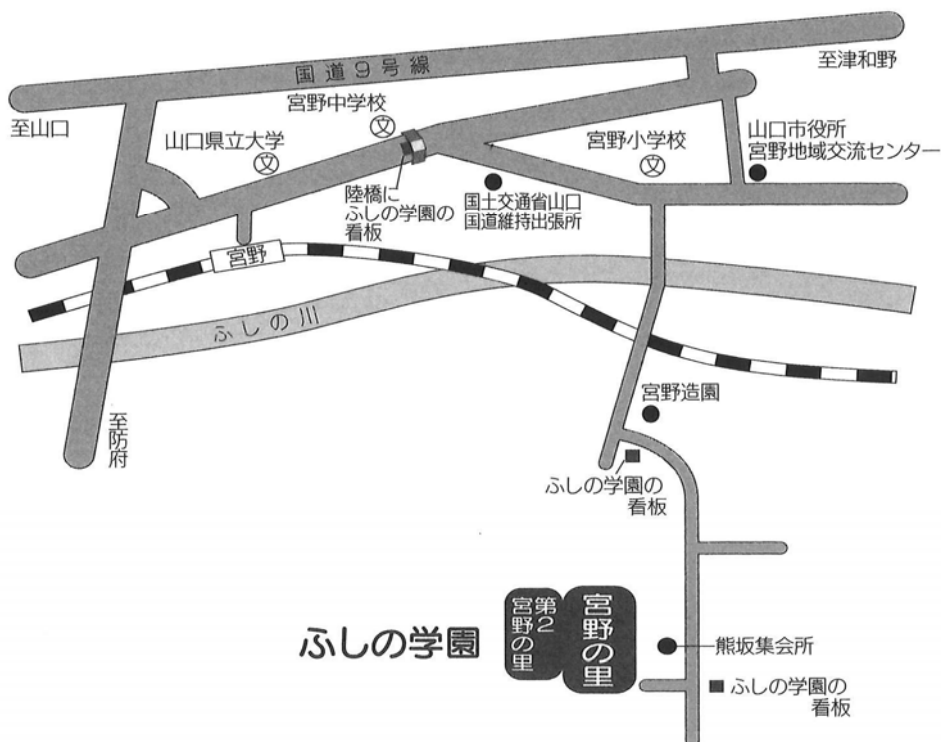 国道9号線
至津和野
至山口
宮野中学校
文
山口県立大学
文
宮野小学校
文
山口市役所
宮野地域交流センター
陸橋に
ふしの学園の
看板
国土交通省山口
国道維持出張所
宮野
ふしの川
至防府
宮野造園
ふしの学園の
看板
ふしの学園
宮野の里
第2
宮野の里
熊坂集会所
ふしの学園の
看板